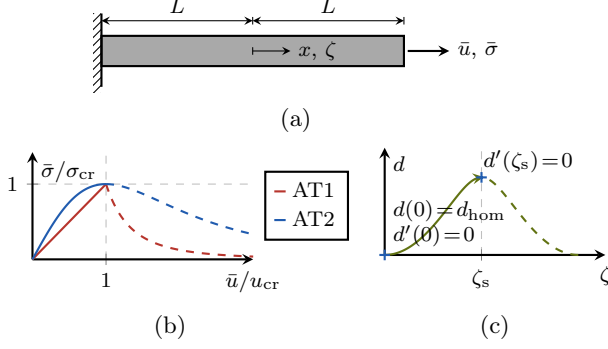 L L
x, ζ
ū, σ̄
(a)
σ̄/σcr
1
1
ū/ucr
AT1
AT2
(b)
d
d′(ζs)=0
d(0)=dhom
d′(0)=0
ζs
ζ
(c)